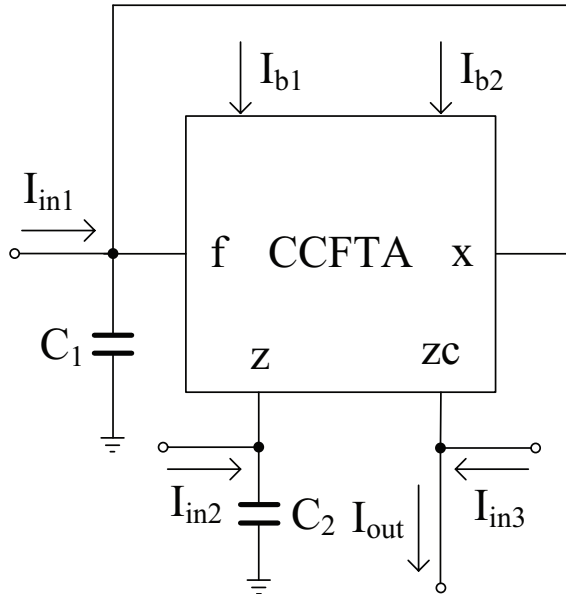 I_b1 I_b2
I_in1
f CCFTA x
C_1
z zc
I_in2 C_2 I_out I_in3